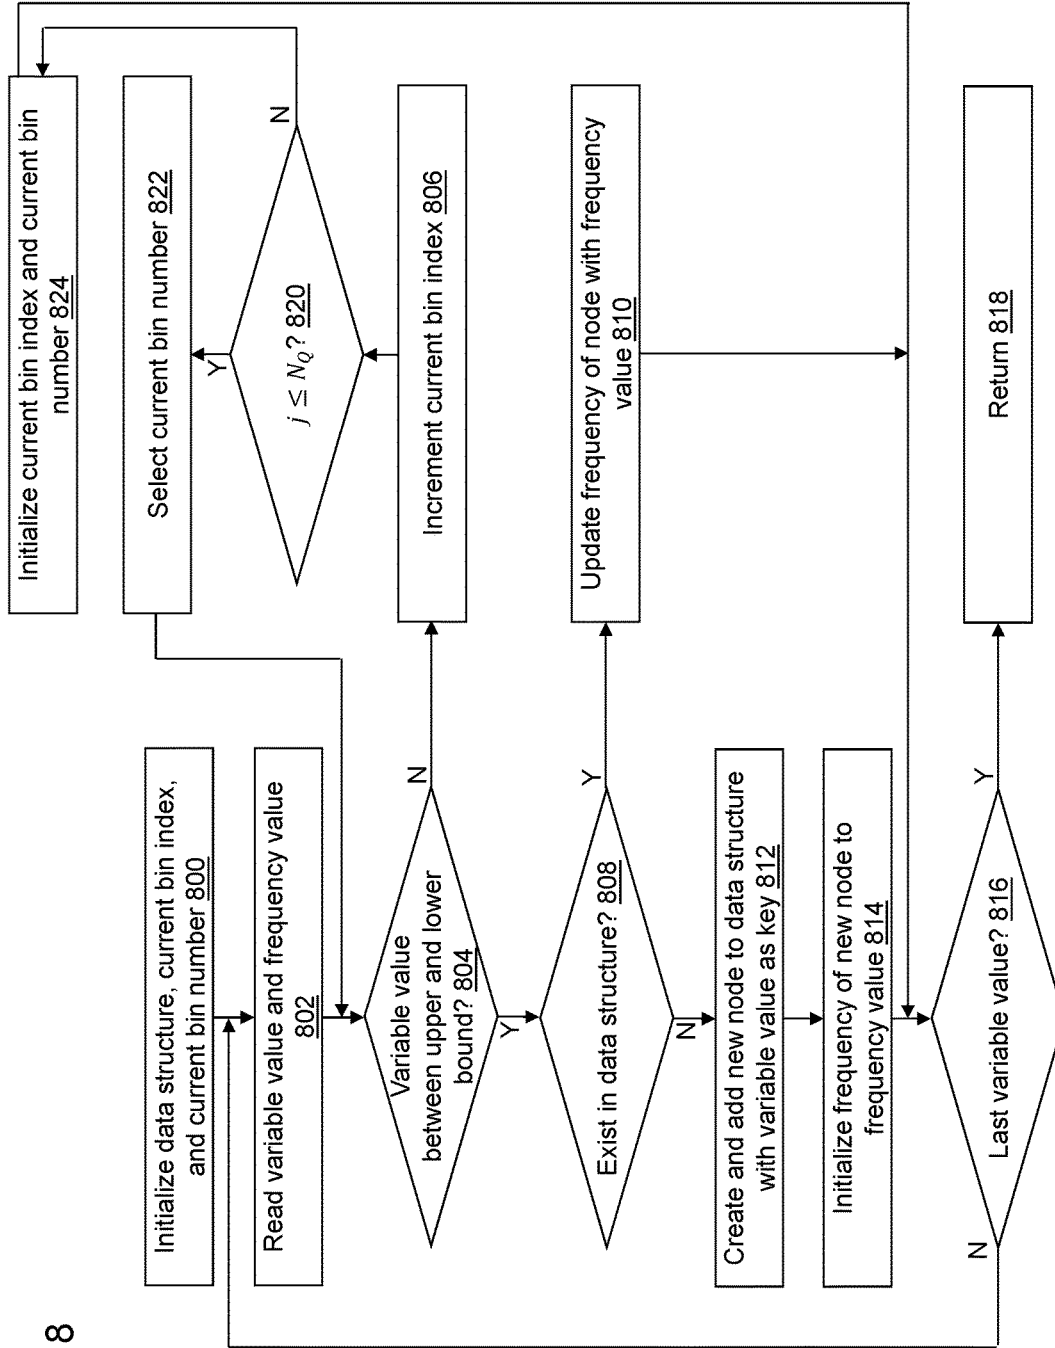 Initialize data structure, current bin index,
and current bin number 800
Read variable value and frequency value
802
Variable value
between upper and lower
bound? 804
N
Y
Exist in data structure? 808
Y
N
Create and add new node to data structure
with variable value as key 812
Initialize frequency of new node to
frequency value 814
Last variable value? 816
Y
N
Initialize current bin index and current bin
number 824
Select current bin number 822
Y
j ≤ N_Q? 820
N
Increment current bin index 806
Update frequency of node with frequency
value 810
Return 818
8